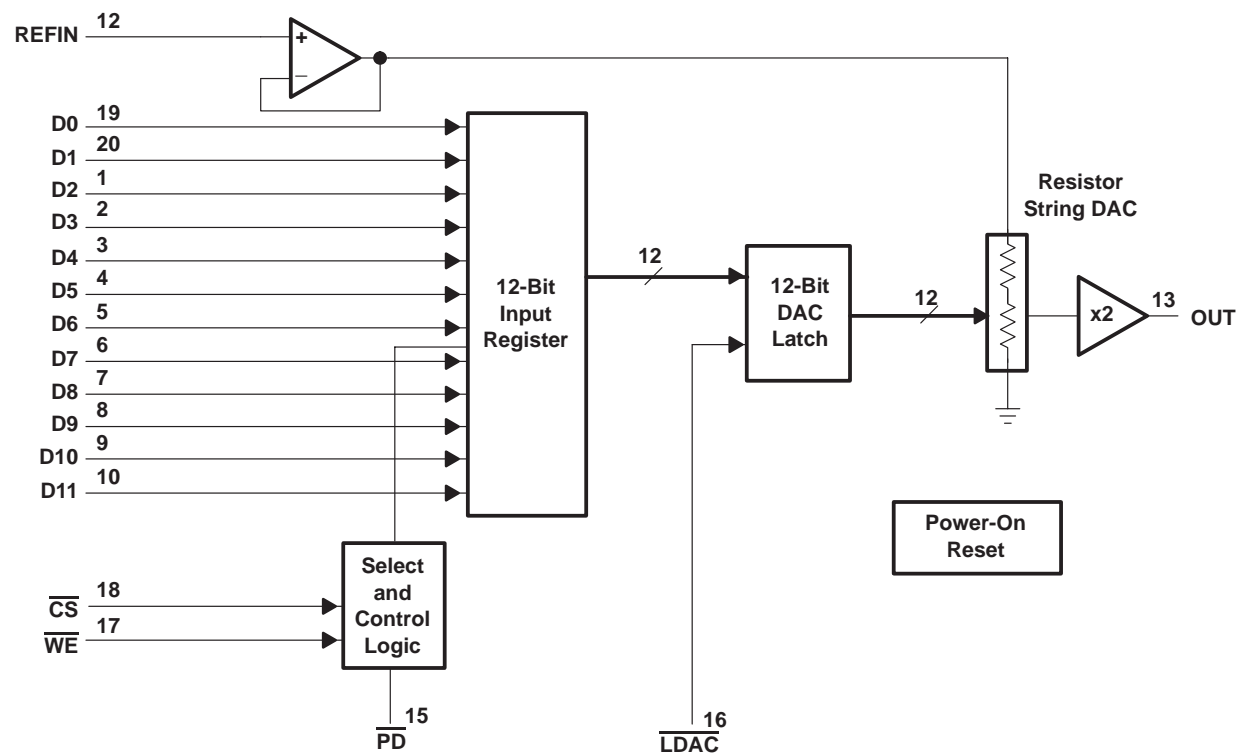 REFIN 12
+
–
D0 19
D1 20
D2 1
D3 2
D4 3
D5 4
D6 5
D7 6
D8 7
D9 8
D10 9
D11 10
12-Bit
Input
Register
12
12-Bit
DAC
Latch
12
Resistor
String DAC
x2
13
OUT
Power-On
Reset
Select
and
Control
Logic
CS 18
WE 17
PD 15
LDAC 16